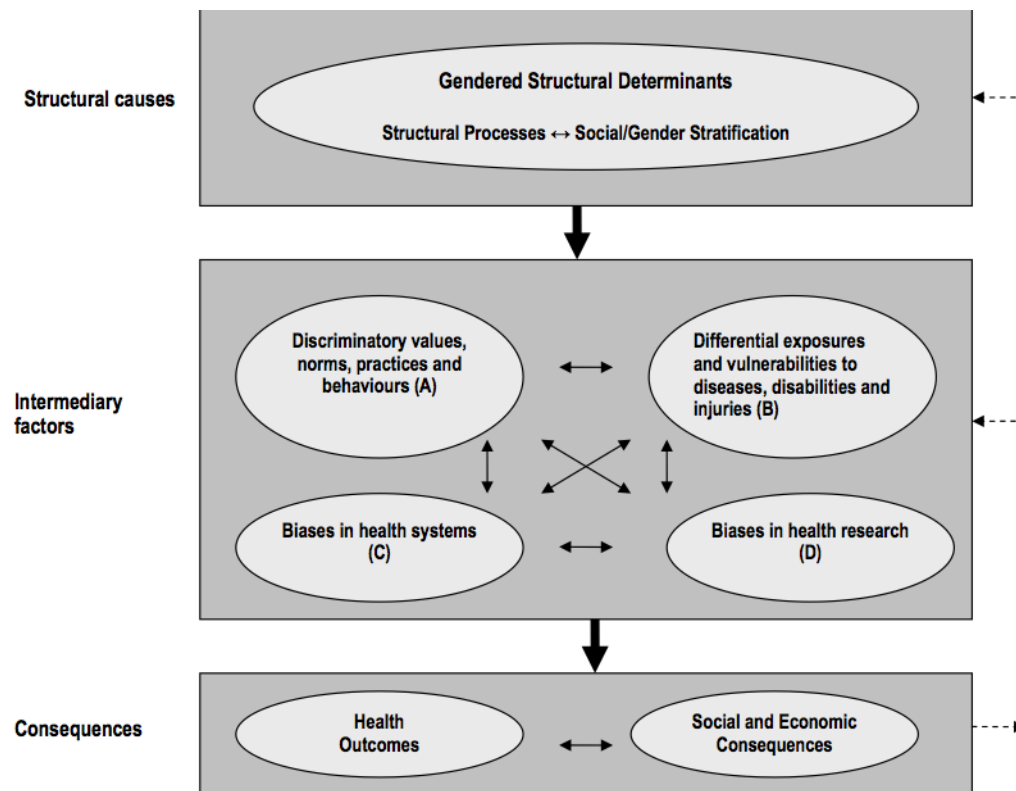 Structural causes
Gendered Structural Determinants
Structural Processes ↔ Social/Gender Stratification
Intermediary
factors
Discriminatory values,
norms, practices and
behaviours (A)
Differential exposures
and vulnerabilities to
diseases, disabilities and
injuries (B)
Biases in health systems
(C)
Biases in health research
(D)
Consequences
Health
Outcomes
Social and Economic
Consequences